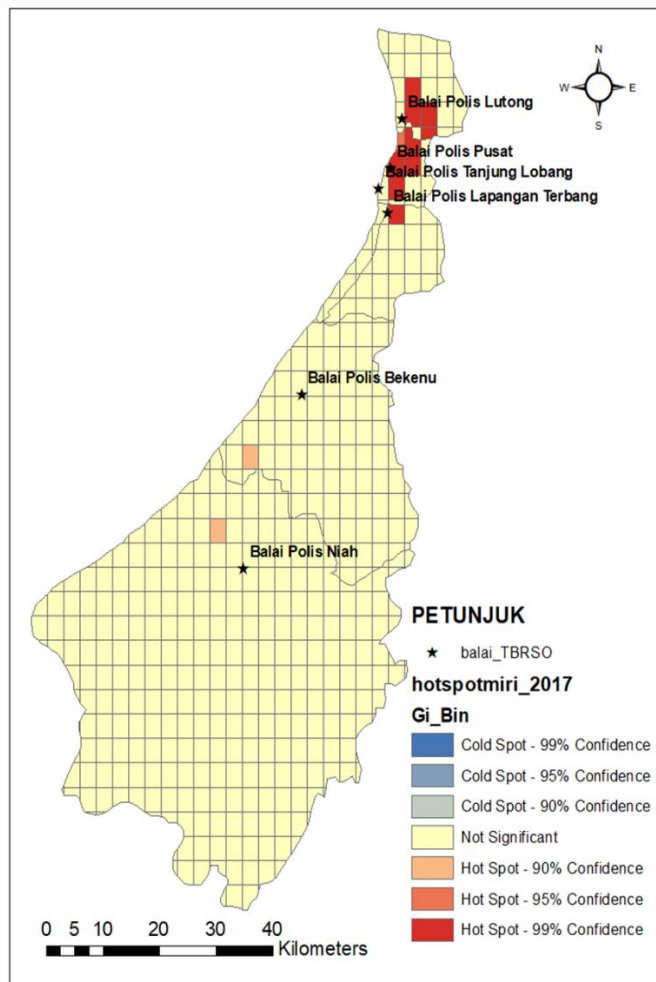 N
W E
S
Balai Polis Lutong
Balai Polis Pusat
Balai Polis Tanjung Lobang
Balai Polis Lapangan Terbang
Balai Polis Bekenu
Balai Polis Niah
PETUNJUK
balai_TBRSO
hotspotmiri_2017
Gi_Bin
Cold Spot - 99% Confidence
Cold Spot - 95% Confidence
Cold Spot - 90% Confidence
Not Significant
Hot Spot - 90% Confidence
Hot Spot - 95% Confidence
Hot Spot - 99% Confidence
0 5 10 20 30 40
Kilometers